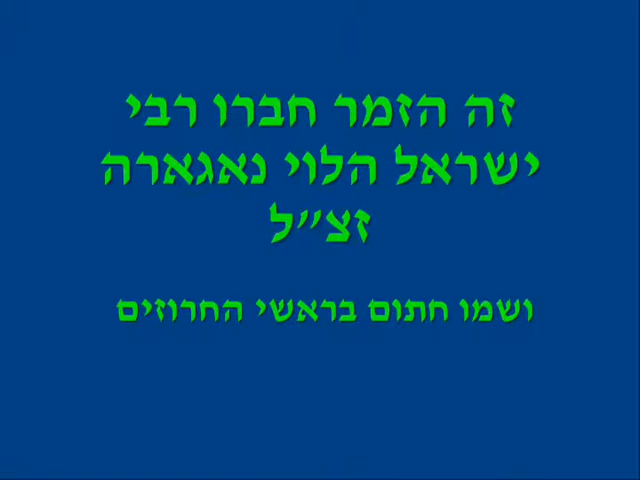 זה הזמר חברו רבי
ישראל הלוי נאגארה
זצ״ל
ושמו חתום בראשי החרוזים